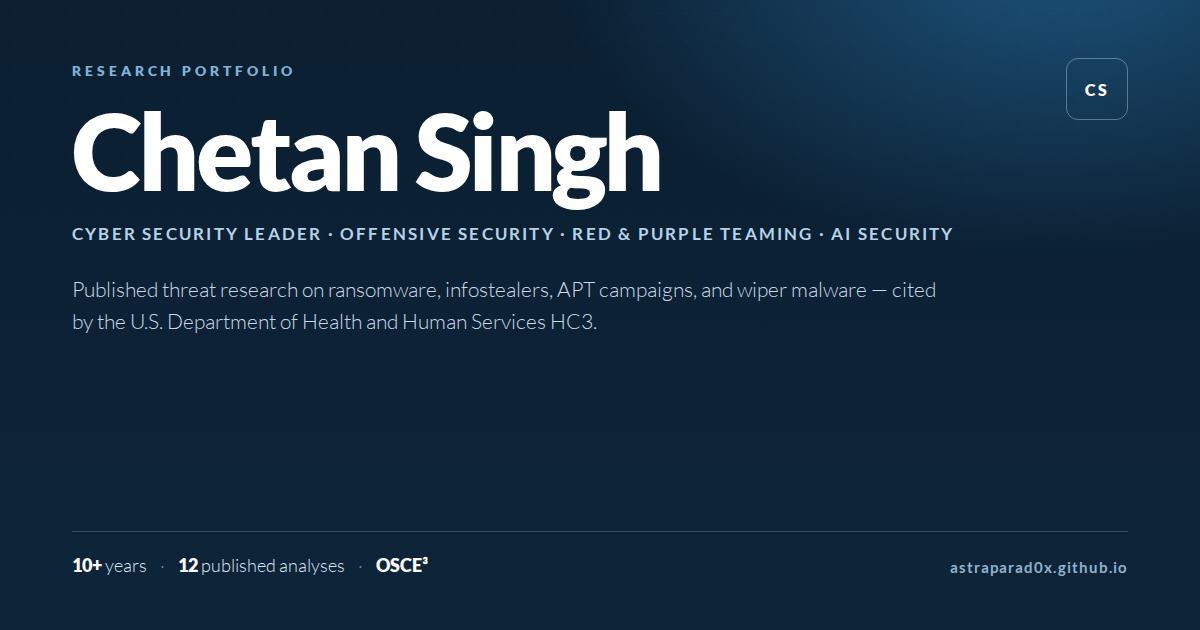 RESEARCH PORTFOLIO
CS
Chetan Singh
CYBER SECURITY LEADER · OFFENSIVE SECURITY · RED & PURPLE TEAMING · AI SECURITY
Published threat research on ransomware, infostealers, APT campaigns, and wiper malware — cited
by the U.S. Department of Health and Human Services HC3.
10+ years · 12 published analyses · OSCE³
astraparad0x.github.io